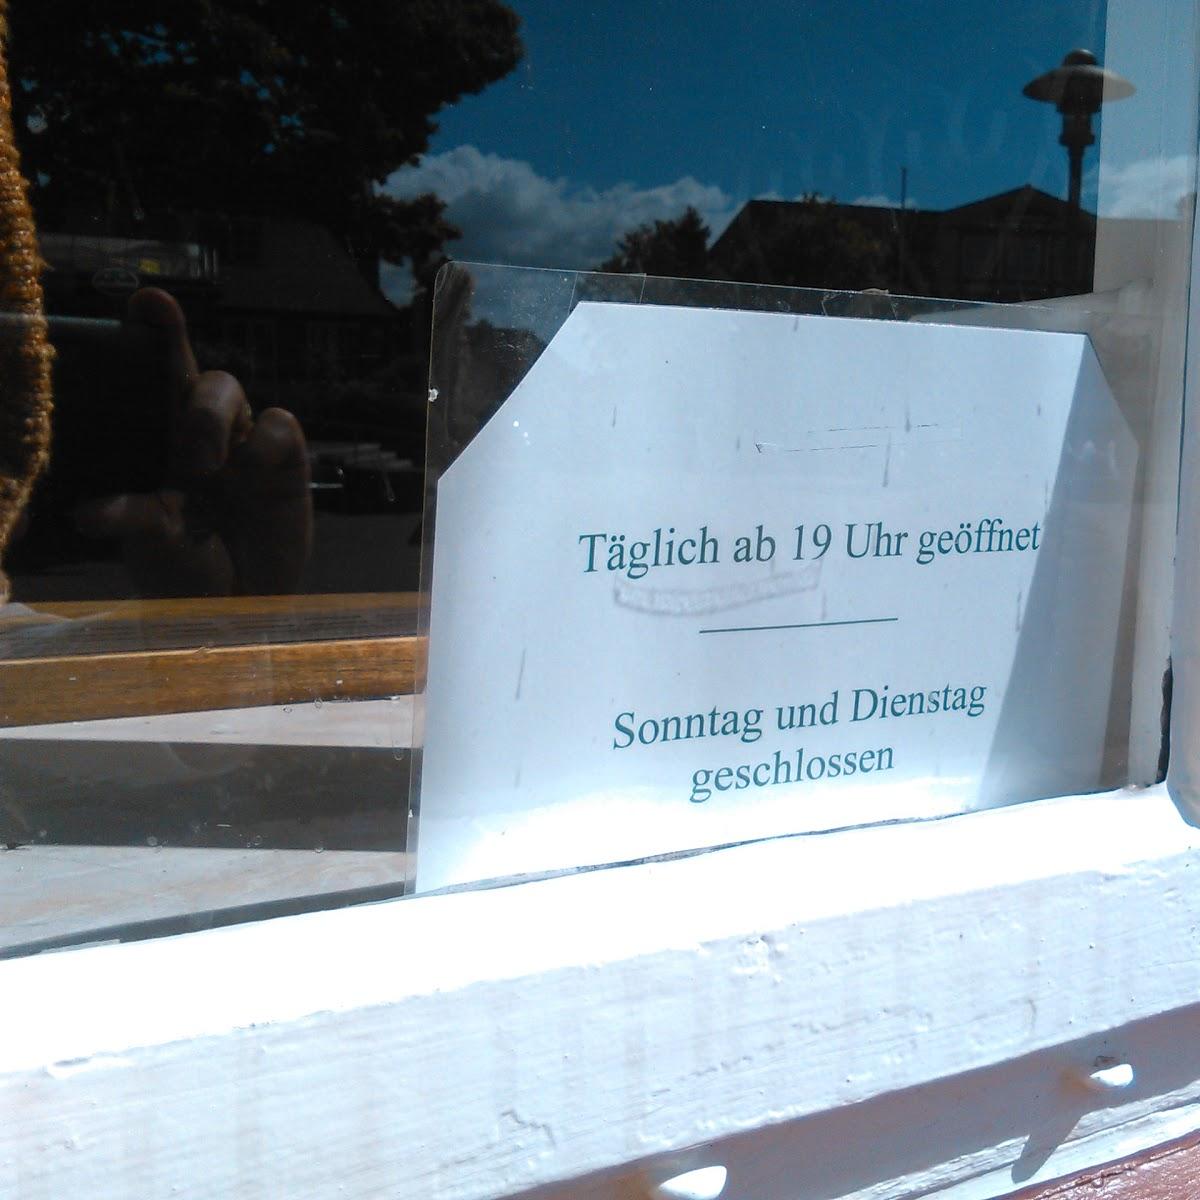 Täglich ab 19 Uhr geöffnet
Sonntag und Dienstag
geschlossen